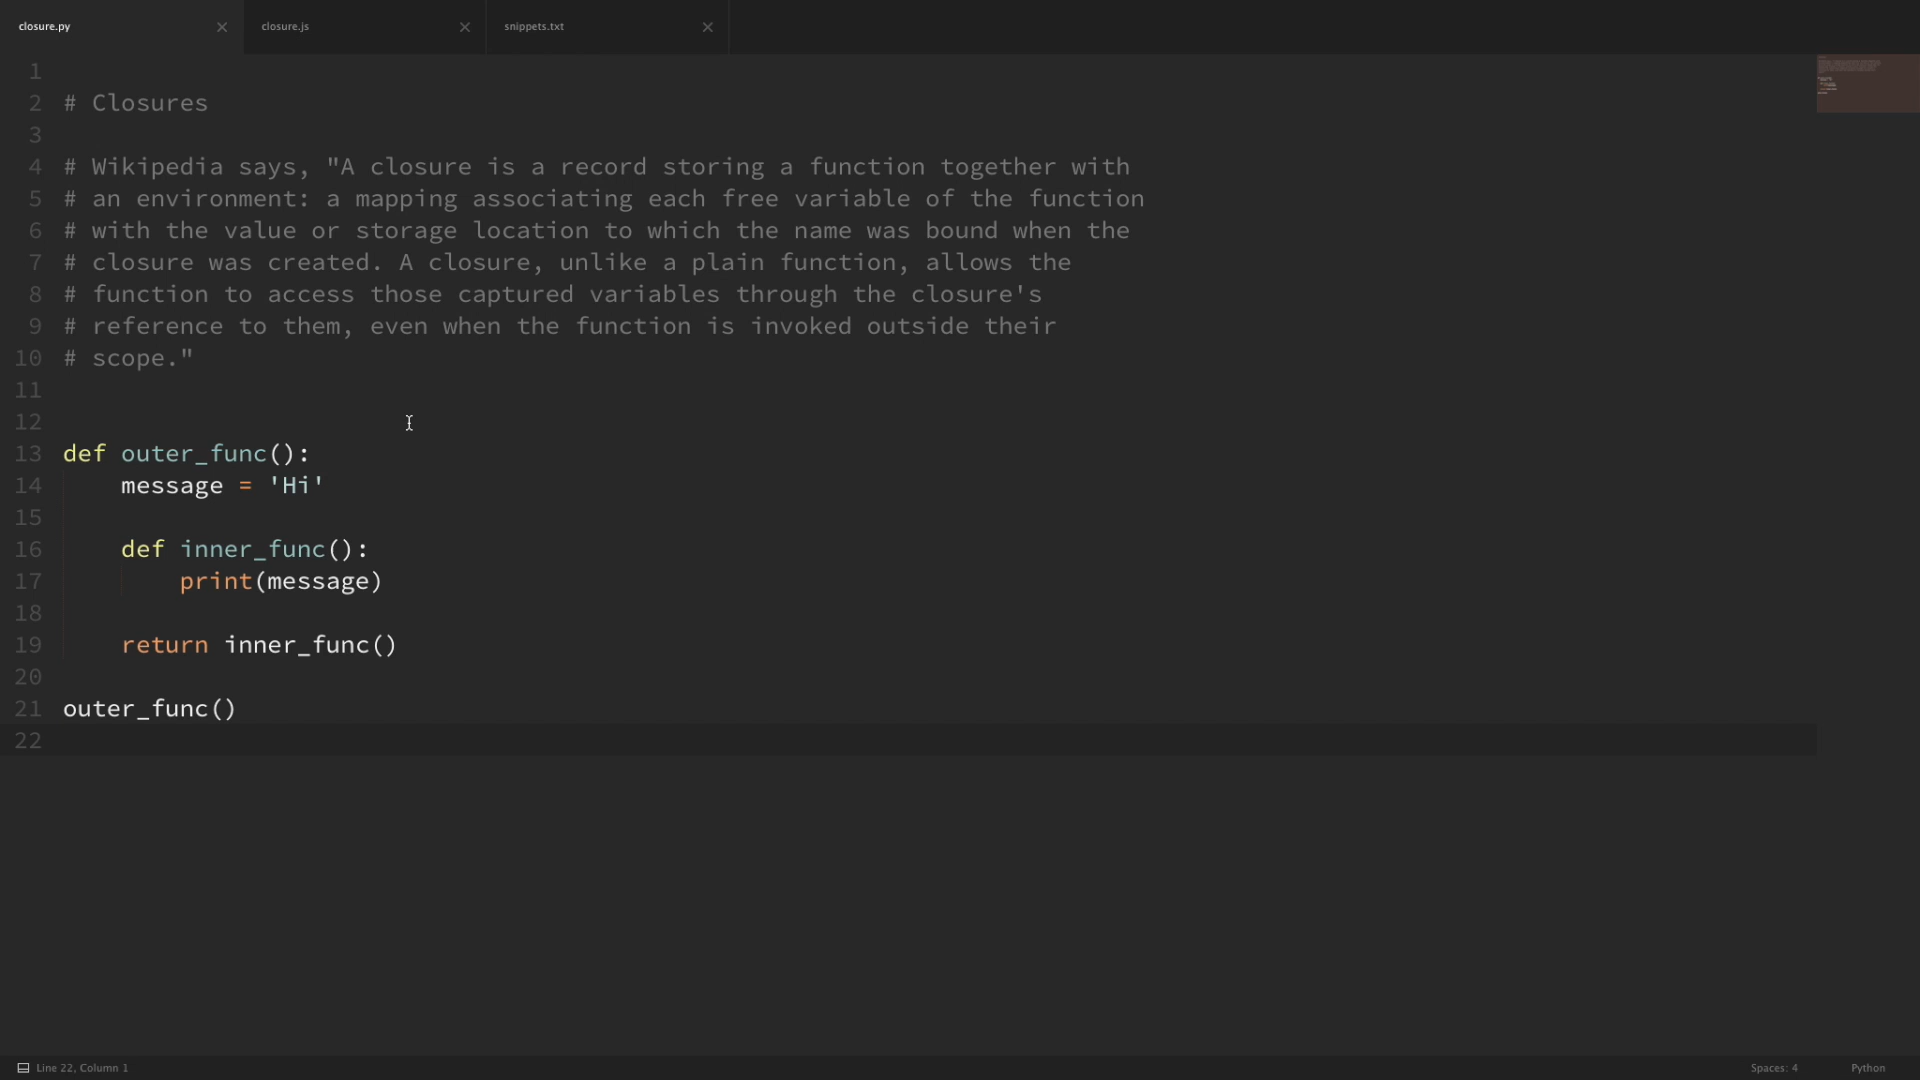 closure.py
closure.js
snippets.txt
1
2 # Closures
3
4 # Wikipedia says, "A closure is a record storing a function together with
5 # an environment: a mapping associating each free variable of the function
6 # with the value or storage location to which the name was bound when the
7 # closure was created. A closure, unlike a plain function, allows the
8 # function to access those captured variables through the closure's
9 # reference to them, even when the function is invoked outside their
10 # scope."
11
12
13 def outer_func():
14     message = 'Hi'
15
16     def inner_func():
17         print(message)
18
19     return inner_func()
20
21 outer_func()
22
Line 22, Column 1
Spaces: 4
Python